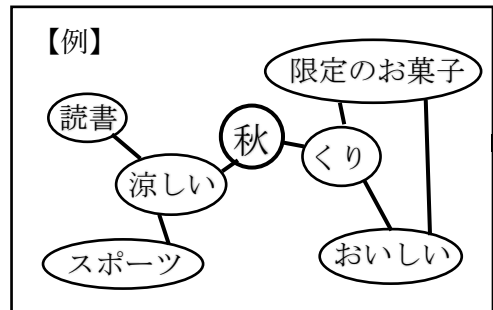 【例】
限定のお菓子
読書
秋
くり
涼しい
スポーツ
おいしい